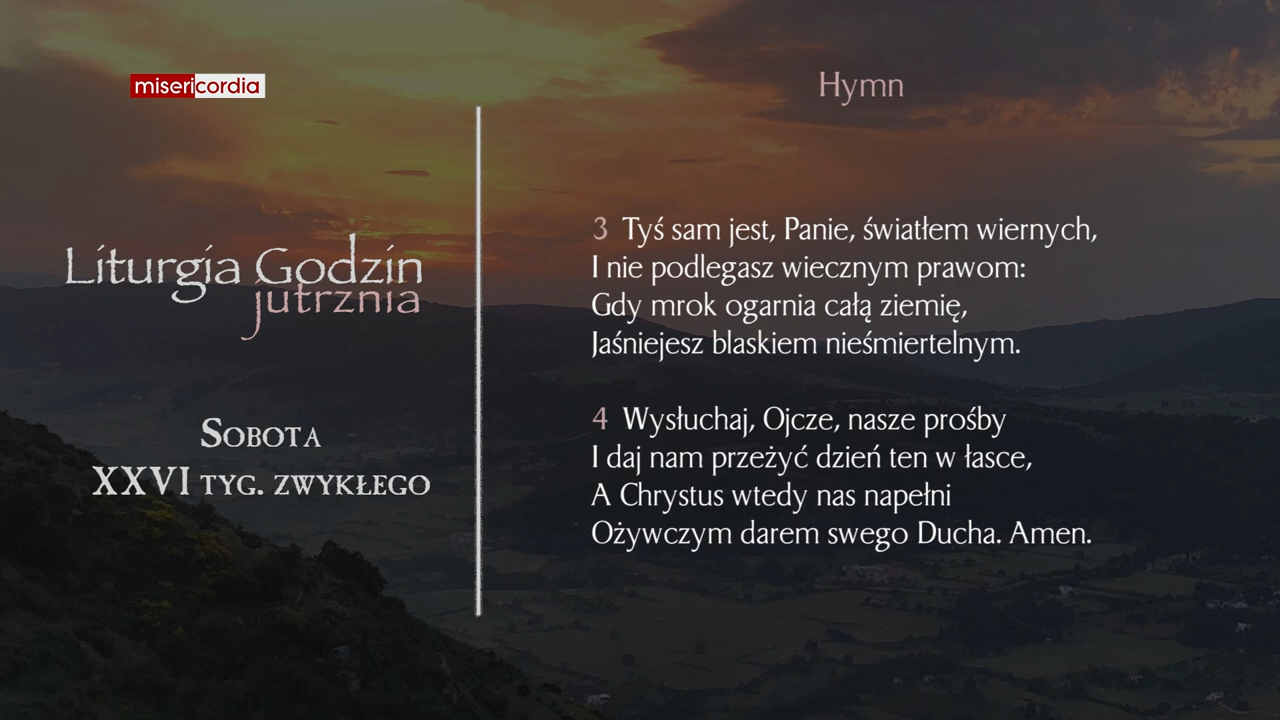 misericordia
Liturgia Godzin
jutrznia
Sobota
XXVI tyg. zwykłego
Hymn
3 Tyś sam jest, Panie, światłem wiernych,
I nie podlegasz wiecznym prawom:
Gdy mrok ogarnia całą ziemię,
Jaśniejesz blaskiem nieśmiertelnym.
4 Wysłuchaj, Ojcze, nasze prośby
I daj nam przeżyć dzień ten w łasce,
A Chrystus wtedy nas napełni
Ożywczym darem swego Ducha. Amen.